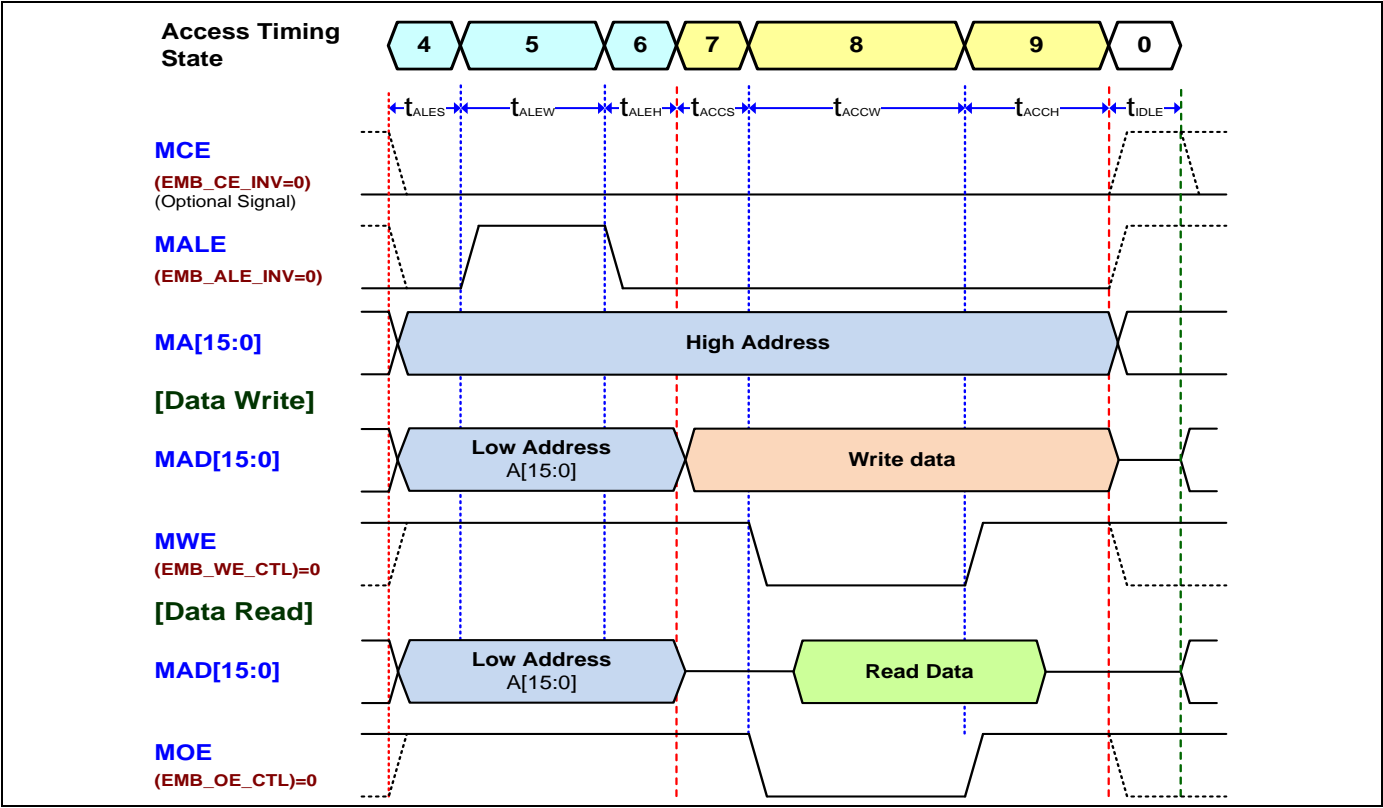 Access Timing
State
4 5 6 7 8 9 0
tALES tALEW tALEH tACCS tACCW tACCH tIDLE
MCE
(EMB_CE_INV=0)
(Optional Signal)
MALE
(EMB_ALE_INV=0)
MA[15:0]
High Address
[Data Write]
MAD[15:0]
Low Address
A[15:0]
Write data
MWE
(EMB_WE_CTL)=0
[Data Read]
MAD[15:0]
Low Address
A[15:0]
Read Data
MOE
(EMB_OE_CTL)=0